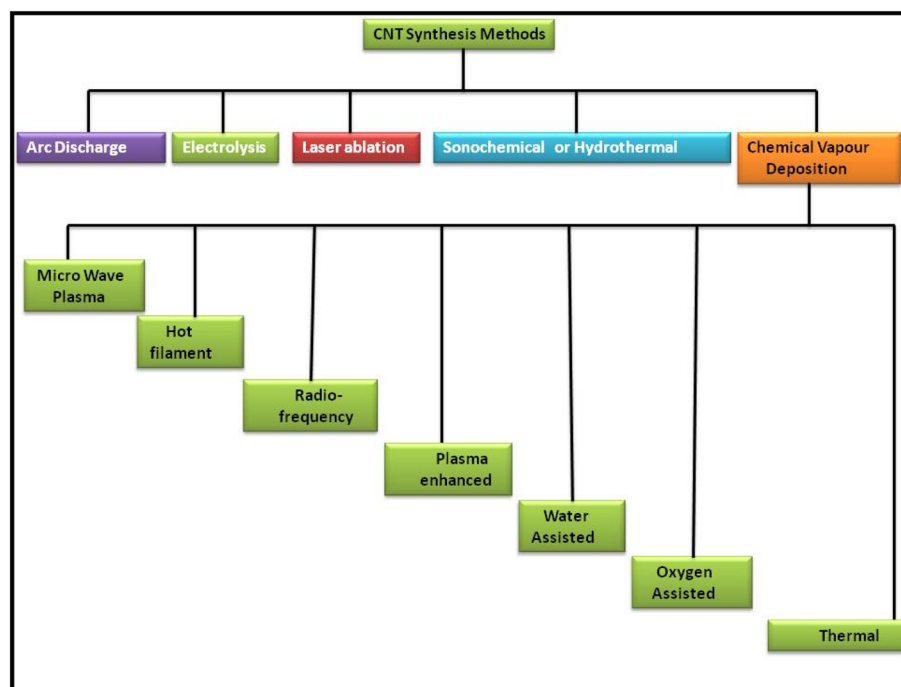 CNT Synthesis Methods
Arc Discharge
Electrolysis
Laser ablation
Sonochemical or Hydrothermal
Chemical Vapour
Deposition
Micro Wave
Plasma
Hot
filament
Radio-
frequency
Plasma
enhanced
Water
Assisted
Oxygen
Assisted
Thermal